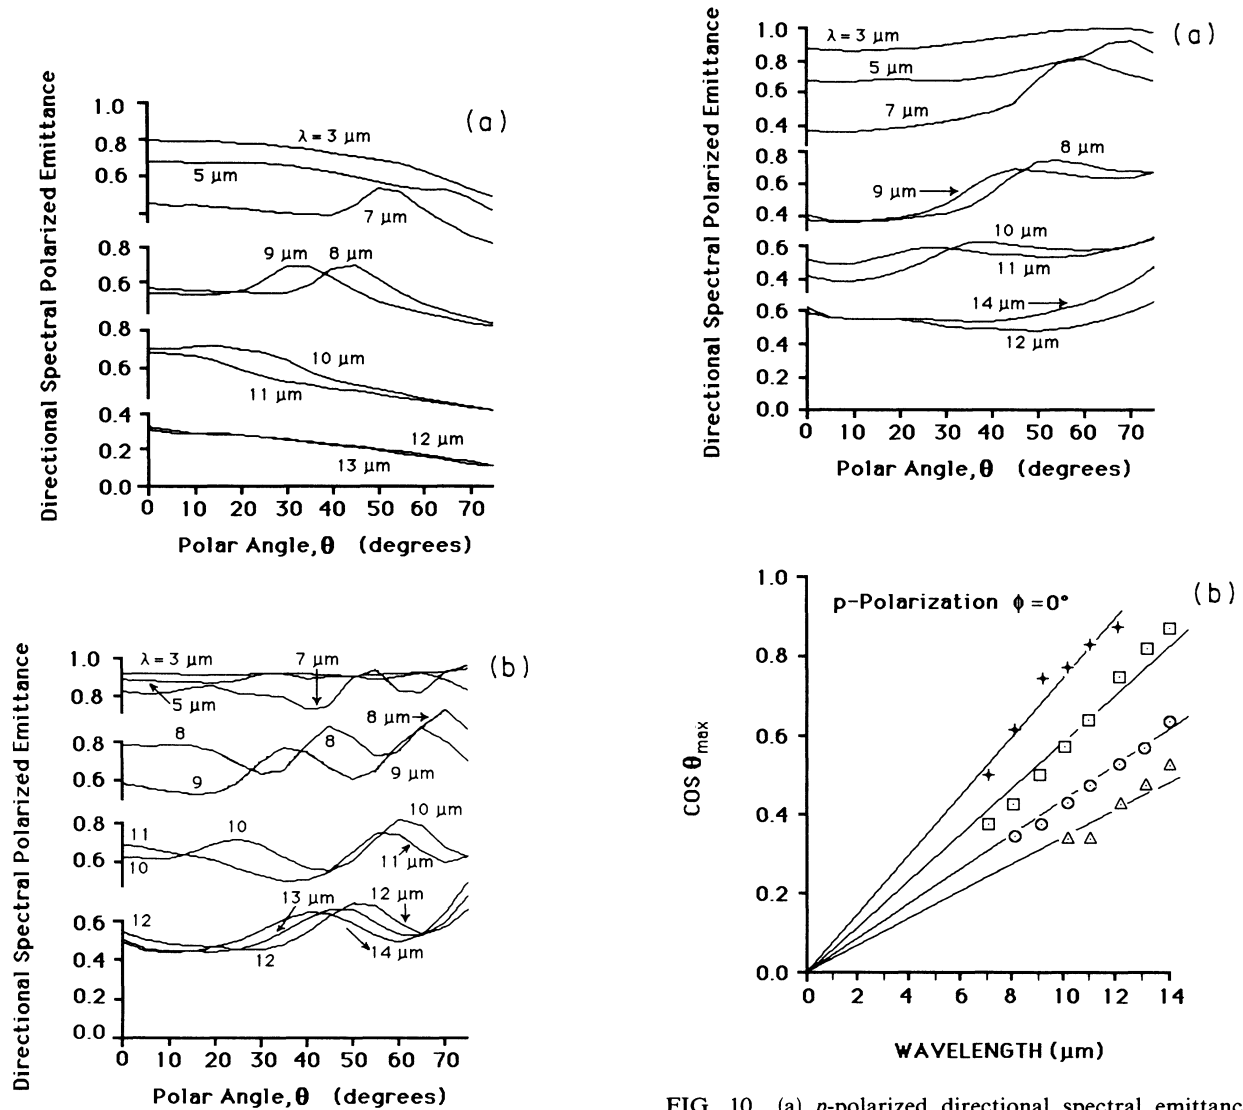 Directional Spectral Polarized Emittance
(a)
1.0
0.8
0.6
λ = 3 μm
5 μm
7 μm
0.8
0.6
9 μm
8 μm
0.8
0.6
10 μm
11 μm
0.4
0.2
0.0
12 μm
13 μm
0 10 20 30 40 50 60 70
Polar Angle, θ (degrees)
Directional Spectral Polarized Emittance
(b)
1.0
0.8
λ = 3 μm
7 μm
5 μm
0.8
0.6
8
9
8 μm
8
9 μm
0.8
0.6
11
10
10
10 μm
11 μm
0.6
0.4
0.2
0.0
12
13 μm
12 μm
12
14 μm
0 10 20 30 40 50 60 70
Polar Angle, θ (degrees)
Directional Spectral Polarized Emittance
(a)
1.0
0.8
0.6
0.4
λ = 3 μm
5 μm
7 μm
0.8
0.6
0.4
8 μm
9 μm
0.6
0.4
10 μm
11 μm
0.6
0.4
0.2
0.0
14 μm
12 μm
0 10 20 30 40 50 60 70
Polar Angle, θ (degrees)
(b)
p-Polarization ϕ = 0°
COS θmax
1.0
0.8
0.6
0.4
0.2
0.0
0 2 4 6 8 10 12 14
WAVELENGTH (μm)
FIG. 10. (a) p-polarized directional spectral emittanc